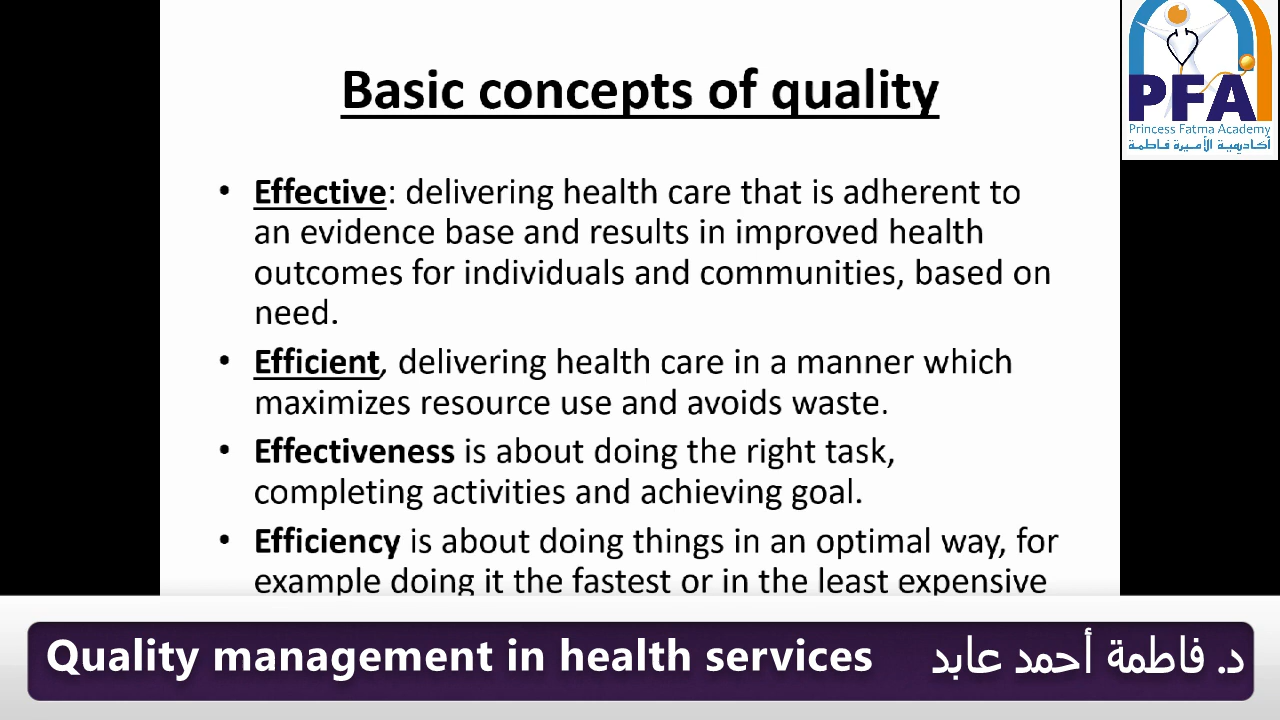 Basic concepts of quality
PFA
Princess Fatma Academy
أكاديمية الأميرة فاطمة
• Effective: delivering health care that is adherent to
an evidence base and results in improved health
outcomes for individuals and communities, based on
need.
• Efficient, delivering health care in a manner which
maximizes resource use and avoids waste.
• Effectiveness is about doing the right task,
completing activities and achieving goal.
• Efficiency is about doing things in an optimal way, for
example doing it the fastest or in the least expensive
Quality management in health services
د. فاطمة أحمد عابد